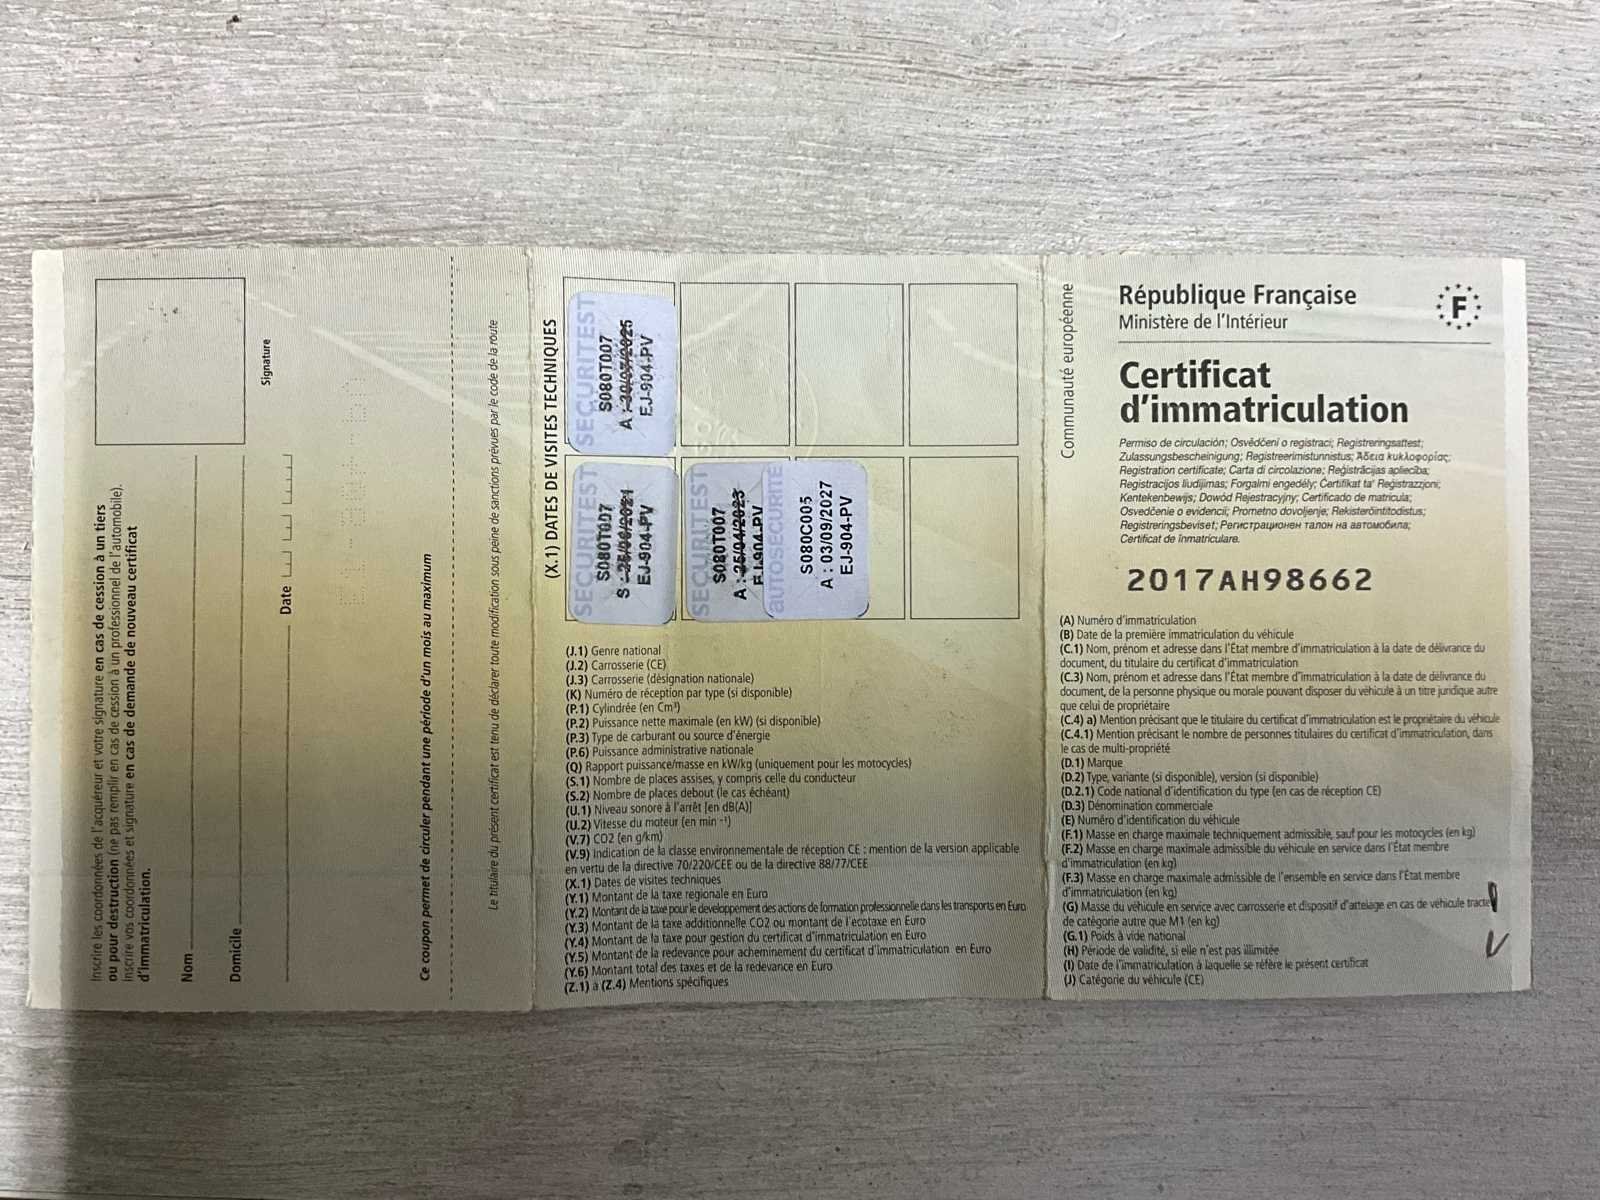 Inscrire les coordonnées de l'acquéreur et votre signature en cas de cession à un tiers
ou pour destruction (ne pas remplir en cas de cession à un professionnel de l'automobile).
Inscrire vos coordonnées et signature en cas de demande de nouveau certificat
d'immatriculation.
Nom
Domicile
Date
Signature
Ce coupon permet de circuler pendant une période d'un mois au maximum
Le titulaire du présent certificat est tenu de déclarer toute modification sous peine de sanctions prévues par le code de la route
(X.1) DATES DE VISITES TECHNIQUES
SECURITEST
S080T007
A : 30/07/2025
EJ-904-PV
SECURITEST
S080T007
S : 25/06/2021
EJ-904-PV
SECURITEST
S080T007
A : 25/04/2023
EJ-904-PV
AUTOSECURITE
S080C005
A : 03/09/2027
EJ-904-PV
(J.1) Genre national
(J.2) Carrosserie (CE)
(J.3) Carrosserie (désignation nationale)
(K) Numéro de réception par type (si disponible)
(P.1) Cylindrée (en Cm³)
(P.2) Puissance nette maximale (en kW) (si disponible)
(P.3) Type de carburant ou source d'énergie
(P.6) Puissance administrative nationale
(Q) Rapport puissance/masse en kW/kg (uniquement pour les motocycles)
(S.1) Nombre de places assises, y compris celle du conducteur
(S.2) Nombre de places debout (le cas échéant)
(U.1) Niveau sonore à l'arrêt [en dB(A)]
(U.2) Vitesse du moteur (en min ⁻¹)
(V.7) CO2 (en g/km)
(V.9) Indication de la classe environnementale de réception CE : mention de la version applicable
en vertu de la directive 70/220/CEE ou de la directive 88/77/CEE
(X.1) Dates de visites techniques
(Y.1) Montant de la taxe regionale en Euro
(Y.2) Montant de la taxe pour le developpement des actions de formation professionnelle dans les transports en Euro
(Y.3) Montant de la taxe additionnelle CO2 ou montant de l'ecotaxe en Euro
(Y.4) Montant de la taxe pour gestion du certificat d'immatriculation en Euro
(Y.5) Montant de la redevance pour acheminement du certificat d'immatriculation en Euro
(Y.6) Montant total des taxes et de la redevance en Euro
(Z.1) à (Z.4) Mentions spécifiques
Communauté européenne
République Française
Ministère de l'Intérieur
F
Certificat
d'immatriculation
Permiso de circulación; Osvědčení o registraci; Registreringsattest;
Zulassungsbescheinigung; Registreerimistunnistus; Άδεια κυκλοφορίας;
Registration certificate; Carta di circolazione; Reģistrācijas apliecība;
Registracijos liudijimas; Forgalmi engedély; Ċertifikat ta' Reġistrazzjoni;
Kentekenbewijs; Dowód Rejestracyjny; Certificado de matricula;
Osvedčenie o evidencii; Prometno dovoljenje; Rekisteröintitodistus;
Registreringsbeviset; Регистрационен талон на автомобила;
Certificat de înmatriculare.
2017AH98662
(A) Numéro d'immatriculation
(B) Date de la première immatriculation du véhicule
(C.1) Nom, prénom et adresse dans l'État membre d'immatriculation à la date de délivrance du
document, du titulaire du certificat d'immatriculation
(C.3) Nom, prénom et adresse dans l'État membre d'immatriculation à la date de délivrance du
document, de la personne physique ou morale pouvant disposer du véhicule à un titre juridique autre
que celui de propriétaire
(C.4) a) Mention précisant que le titulaire du certificat d'immatriculation est le propriétaire du véhicule
(C.4.1) Mention précisant le nombre de personnes titulaires du certificat d'immatriculation, dans
le cas de multi-propriété
(D.1) Marque
(D.2) Type, variante (si disponible), version (si disponible)
(D.2.1) Code national d'identification du type (en cas de réception CE)
(D.3) Dénomination commerciale
(E) Numéro d'identification du véhicule
(F.1) Masse en charge maximale techniquement admissible, sauf pour les motocycles (en kg)
(F.2) Masse en charge maximale admissible du véhicule en service dans l'État membre
d'immatriculation (en kg)
(F.3) Masse en charge maximale admissible de l'ensemble en service dans l'État membre
d'immatriculation (en kg)
(G) Masse du véhicule en service avec carrosserie et dispositif d'attelage en cas de véhicule tracteur
de catégorie autre que M1 (en kg)
(G.1) Poids à vide national
(H) Période de validité, si elle n'est pas illimitée
(I) Date de l'immatriculation à laquelle se réfère le présent certificat
(J) Catégorie du véhicule (CE)